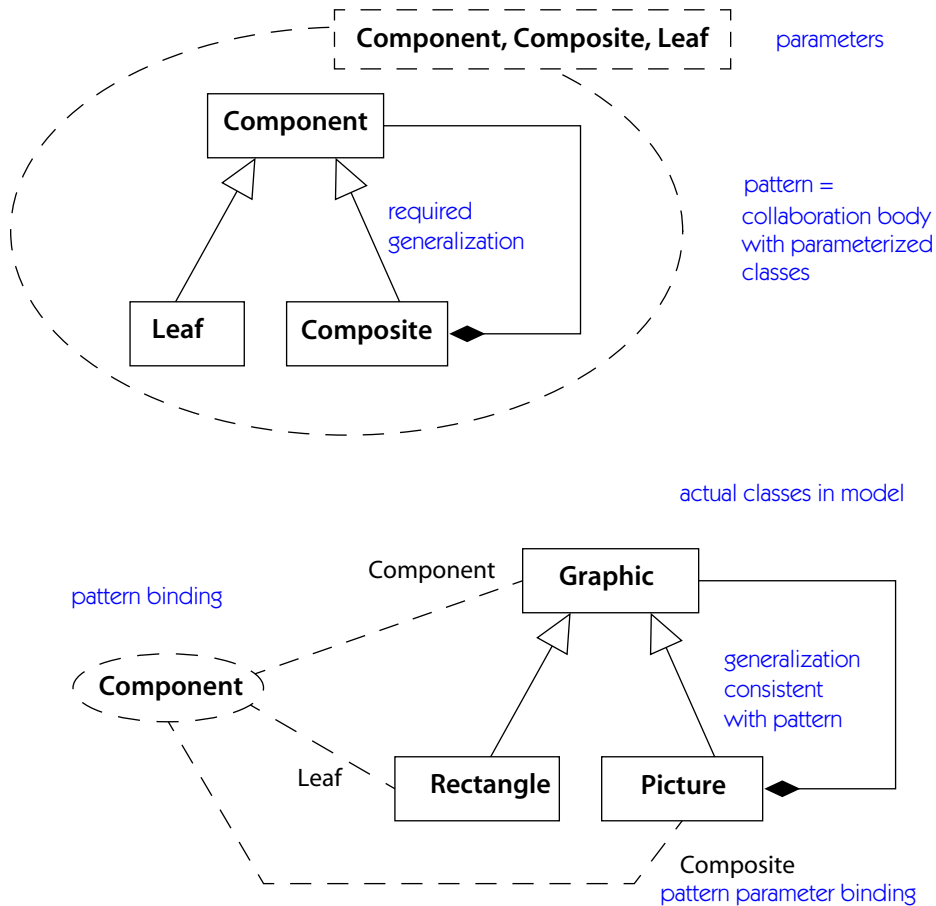 Component, Composite, Leaf
parameters
Component
required
generalization
pattern =
collaboration body
with parameterized
classes
Leaf
Composite
actual classes in model
Component
Graphic
pattern binding
Component
generalization
consistent
with pattern
Leaf
Rectangle
Picture
Composite
pattern parameter binding